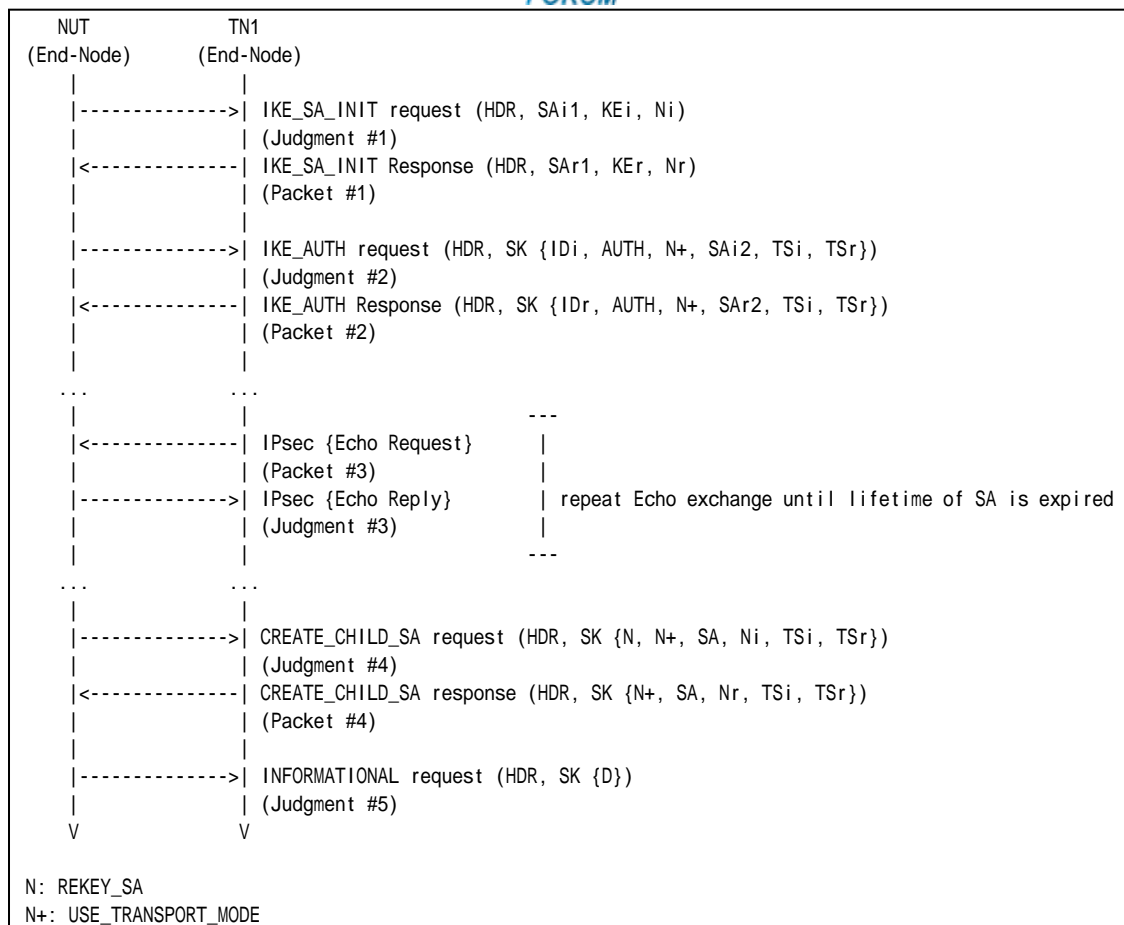 FORUM
NUT TN1
(End-Node) (End-Node)
| |
|-------------->| IKE_SA_INIT request (HDR, SAi1, KEi, Ni)
| | (Judgment #1)
|<--------------| IKE_SA_INIT Response (HDR, SAr1, KEr, Nr)
| | (Packet #1)
| |
|-------------->| IKE_AUTH request (HDR, SK {IDi, AUTH, N+, SAi2, TSi, TSr})
| | (Judgment #2)
|<--------------| IKE_AUTH Response (HDR, SK {IDr, AUTH, N+, SAr2, TSi, TSr})
| | (Packet #2)
| |
... ...
| | ---
|<--------------| IPsec {Echo Request} |
| | (Packet #3) |
|-------------->| IPsec {Echo Reply} | repeat Echo exchange until lifetime of SA is expired
| | (Judgment #3) |
| | ---
... ...
| |
|-------------->| CREATE_CHILD_SA request (HDR, SK {N, N+, SA, Ni, TSi, TSr})
| | (Judgment #4)
|<--------------| CREATE_CHILD_SA response (HDR, SK {N+, SA, Nr, TSi, TSr})
| | (Packet #4)
| |
|-------------->| INFORMATIONAL request (HDR, SK {D})
| | (Judgment #5)
V V
N: REKEY_SA
N+: USE_TRANSPORT_MODE